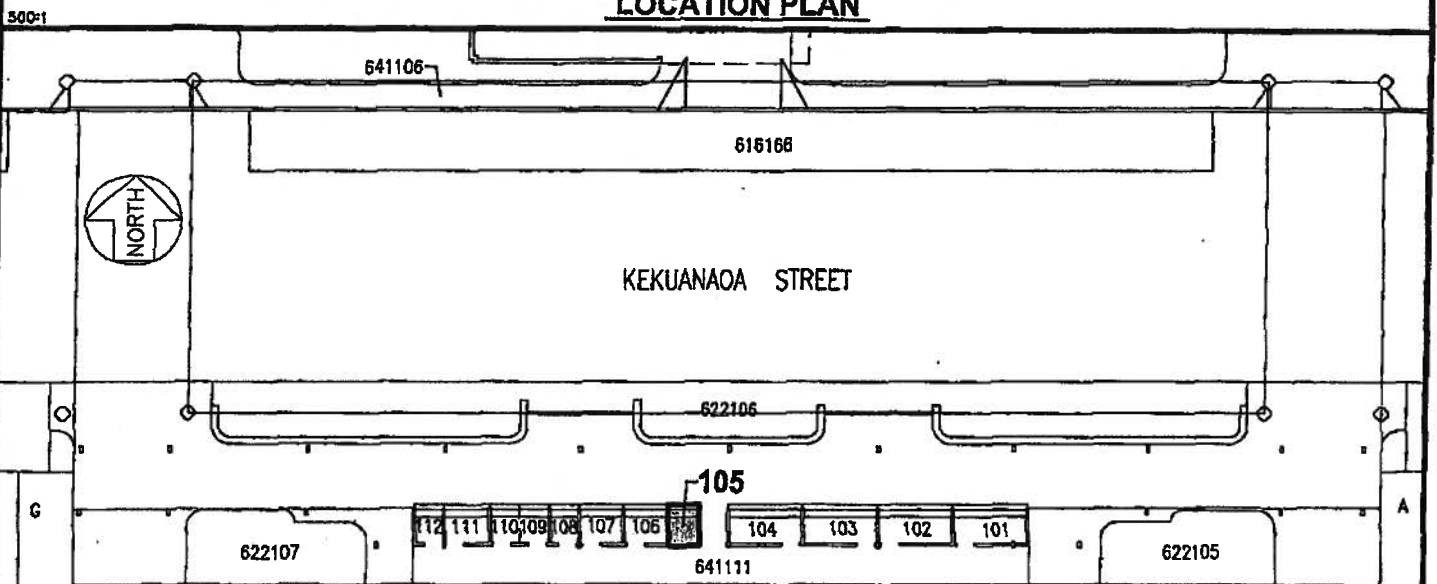 LOCATION PLAN
500=1
641106
616166
NORTH
KEKUANAOA STREET
622106
105
G
A
112 111 110 109 108 107 106 104 103 102 101
622107
622105
641111